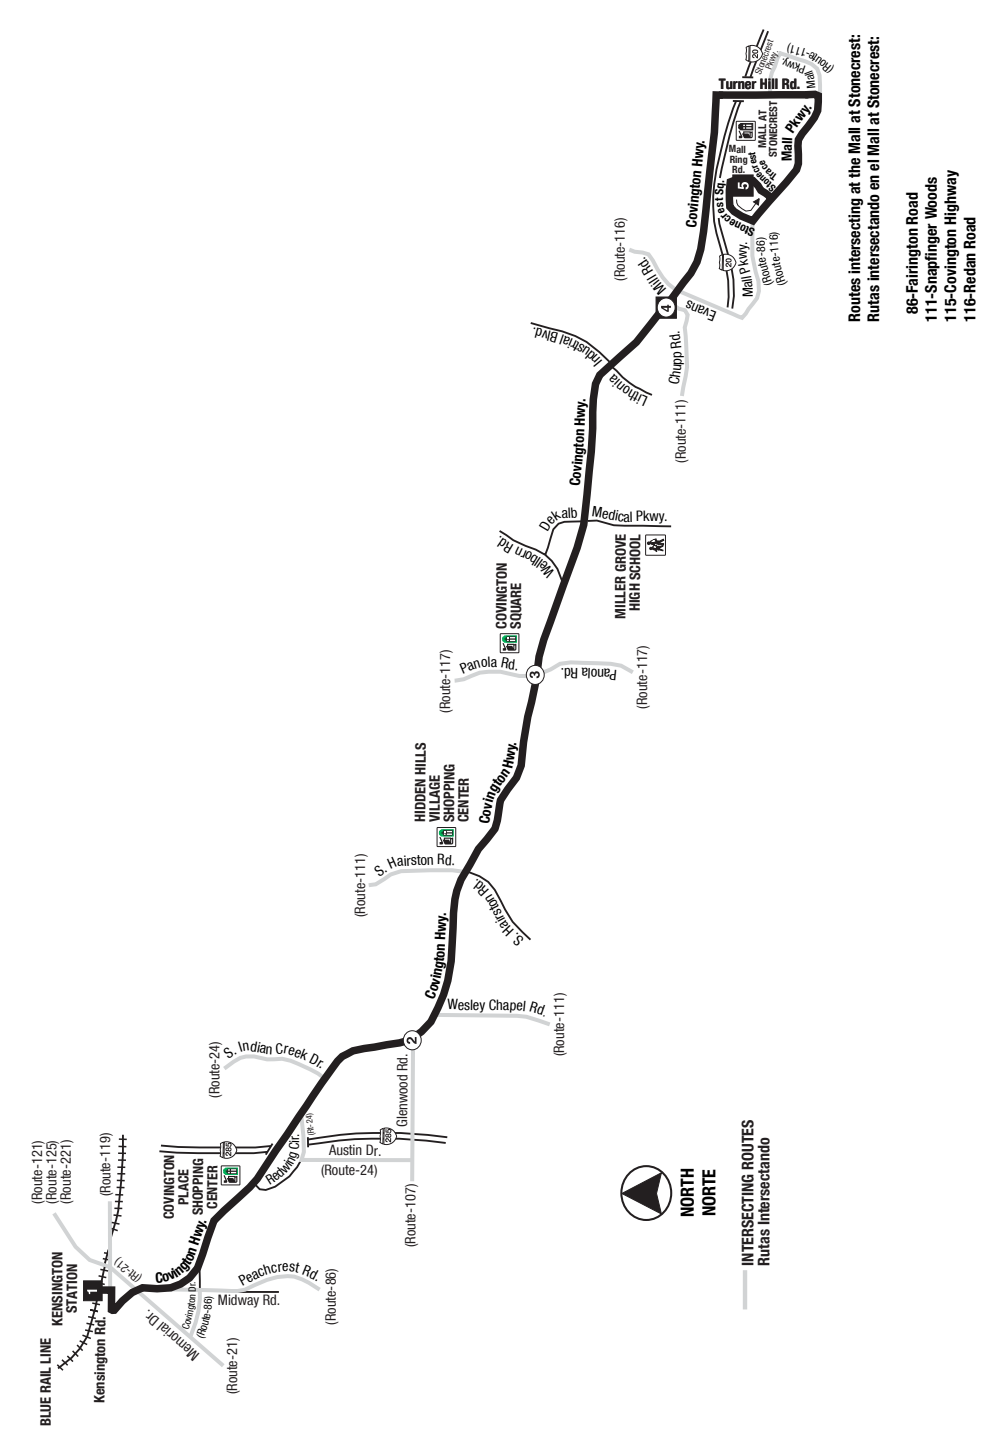 BLUE RAIL LINE
KENSINGTON
STATION
1
Kensington Rd.
(Route-121)
(Route-125)
(Route-221)
(Route-119)
(Rt-21)
Memorial Dr.
(Route-21)
Covington Hwy.
Covington Dr.
(Route-86)
Midway Rd.
Peachcrest Rd.
(Route-86)
COVINGTON
PLACE
SHOPPING
CENTER
285
Redwing Cir.
(Rt-24)
285
Austin Dr.
(Route-24)
Glenwood Rd.
(Route-107)
(Route-24)
S. Indian Creek Dr.
2
Wesley Chapel Rd.
(Route-111)
Covington Hwy.
(Route-111)
S. Hairston Rd.
S. Hairston Rd.
HIDDEN HILLS
VILLAGE
SHOPPING
CENTER
Covington Hwy.
(Route-117)
Panola Rd.
3
Panola Rd.
(Route-117)
COVINGTON
SQUARE
Wellborn Rd.
DeKalb
Medical Pkwy.
MILLER GROVE
HIGH SCHOOL
Covington Hwy.
Lithonia
Industrial Blvd.
Chupp Rd.
(Route-111)
4
Evans
Mill Rd.
(Route-116)
Mall Pkwy.
(Route-86)
(Route-116)
20
Covington Hwy.
Stonecrest Sq.
5
Mall
Ring
Rd.
Stonecrest
Trace
MALL AT
STONECREST
Mall Pkwy.
Turner Hill Rd.
20
Stonecrest
Pkwy.
Mall Pkwy.
(Route-111)
Routes intersecting at the Mall at Stonecrest:
Rutas intersectando en el Mall at Stonecrest:
86-Fairington Road
111-Snapfinger Woods
115-Covington Highway
116-Redan Road
NORTH
NORTE
INTERSECTING ROUTES
Rutas Intersectando